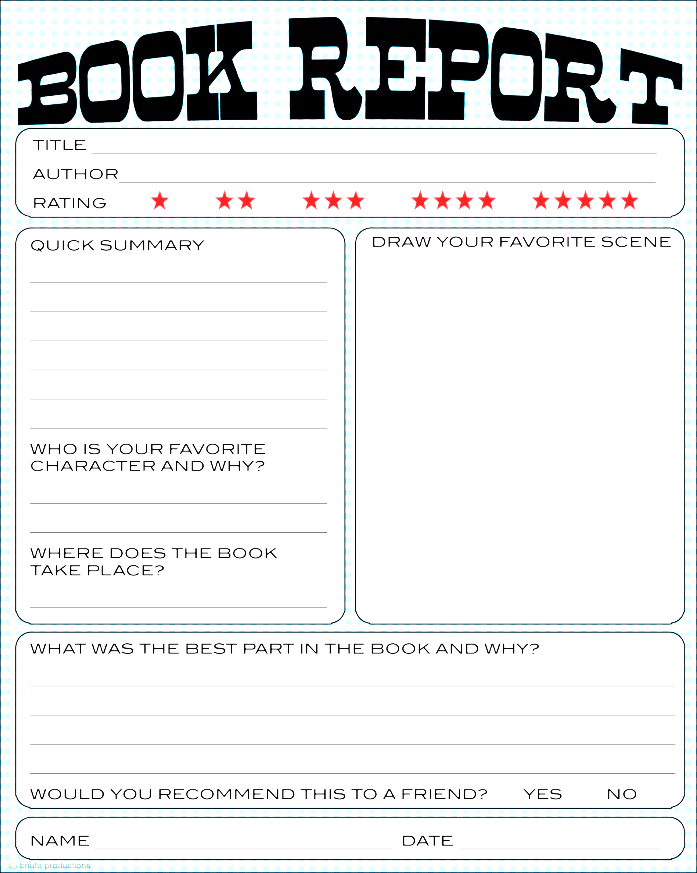 BOOK REPORT
TITLE
AUTHOR
RATING
QUICK SUMMARY
WHO IS YOUR FAVORITE
CHARACTER AND WHY?
WHERE DOES THE BOOK
TAKE PLACE?
DRAW YOUR FAVORITE SCENE
WHAT WAS THE BEST PART IN THE BOOK AND WHY?
WOULD YOU RECOMMEND THIS TO A FRIEND? YES NO
NAME DATE
productions